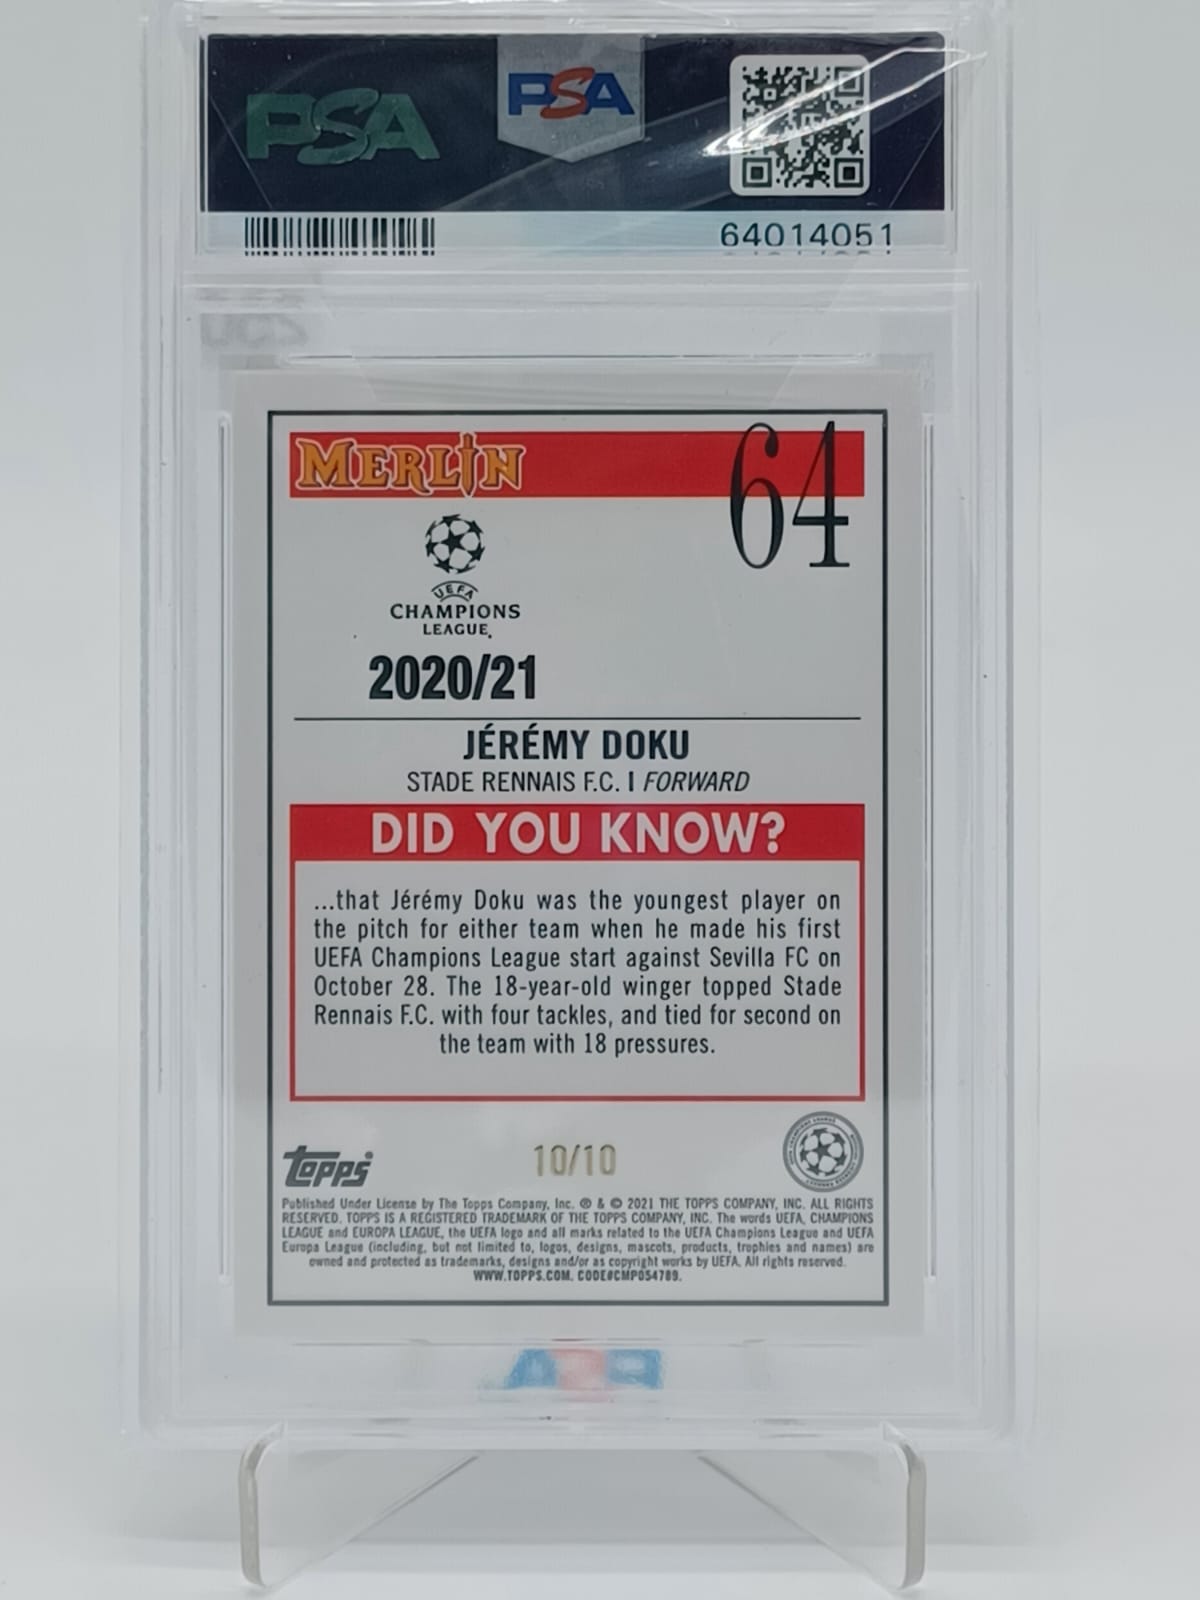 PSA
PSA
64014051
MERLIN
64
UEFA
CHAMPIONS
LEAGUE
2020/21
JÉRÉMY DOKU
STADE RENNAIS F.C. | FORWARD
DID YOU KNOW?
...that Jérémy Doku was the youngest player on
the pitch for either team when he made his first
UEFA Champions League start against Sevilla FC on
October 28. The 18-year-old winger topped Stade
Rennais F.C. with four tackles, and tied for second on
the team with 18 pressures.
topps
10/10
Published Under License by The Topps Company, Inc. ® & © 2021 THE TOPPS COMPANY, INC. ALL RIGHTS
RESERVED. TOPPS IS A REGISTERED TRADEMARK OF THE TOPPS COMPANY, INC. The words UEFA, CHAMPIONS
LEAGUE and EUROPA LEAGUE, the UEFA logo and all marks related to the UEFA Champions League and UEFA
Europa League (including, but not limited to, logos, designs, mascots, products, trophies and names) are
owned and protected as trademarks, designs and/or as copyright works by UEFA. All rights reserved.
WWW.TOPPS.COM. CODE#CMP054789.